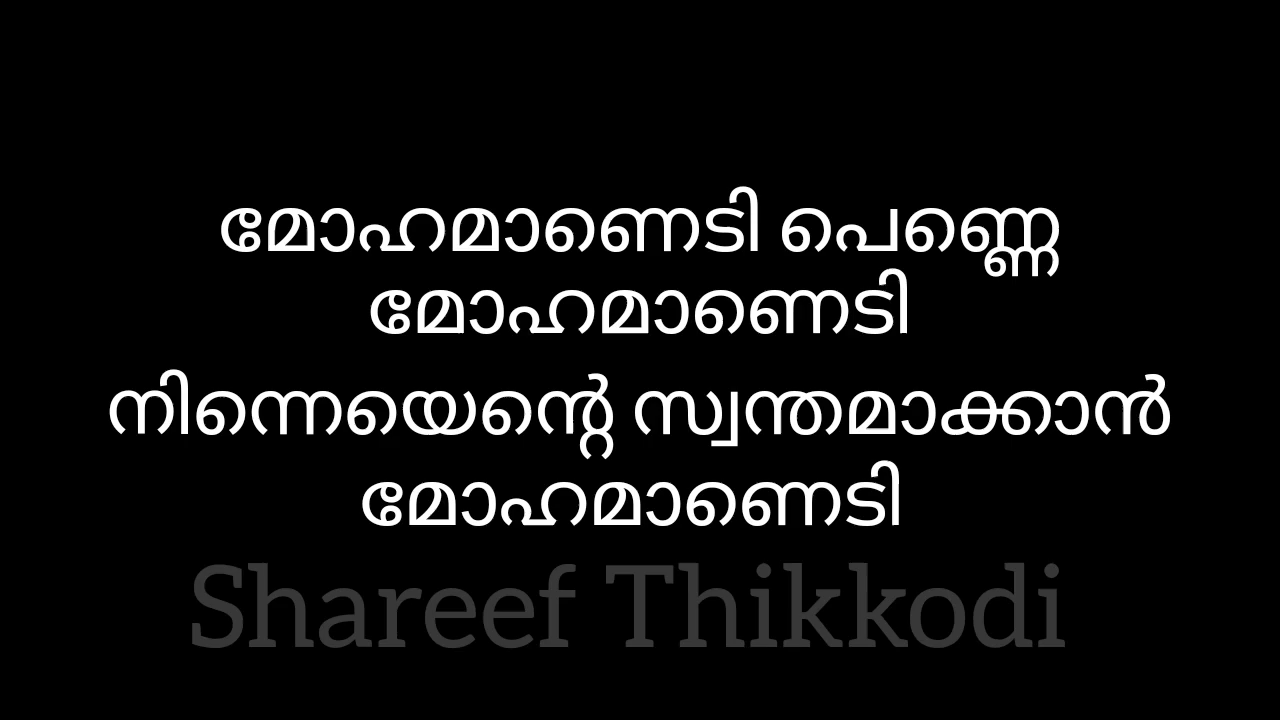 മോഹമാണെടി പെണ്ണെ
മോഹമാണെടി
നിന്നെയെന്റെ സ്വന്തമാക്കാൻ
മോഹമാണെടി
Shareef Thikkodi